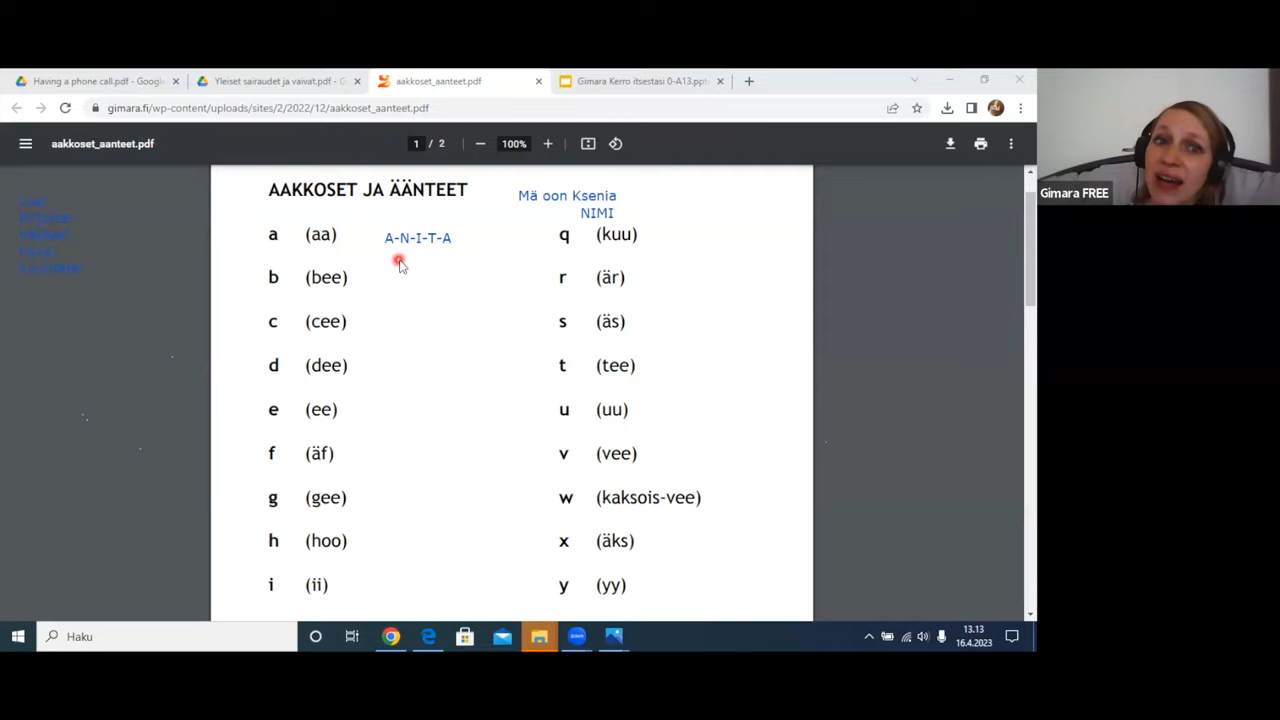 Having a phone call.pdf - Google
Yleiset sairaudet ja vaivat.pdf - G
aakkoset_aanteet.pdf
Gimara Kerro itsestasi 0-A13.ppt
gimara.fi/wp-content/uploads/sites/2/2022/12/aakkoset_aanteet.pdf
aakkoset_aanteet.pdf
1 / 2
100%
Gimara FREE
AAKKOSET JA ÄÄNTEET
Mä oon Ksenia
NIMI
A-N-I-T-A
a (aa)
b (bee)
c (cee)
d (dee)
e (ee)
f (äf)
g (gee)
h (hoo)
i (ii)
q (kuu)
r (är)
s (äs)
t (tee)
u (uu)
v (vee)
w (kaksois-vee)
x (äks)
y (yy)
Haku
zoom
13.13
16.4.2023